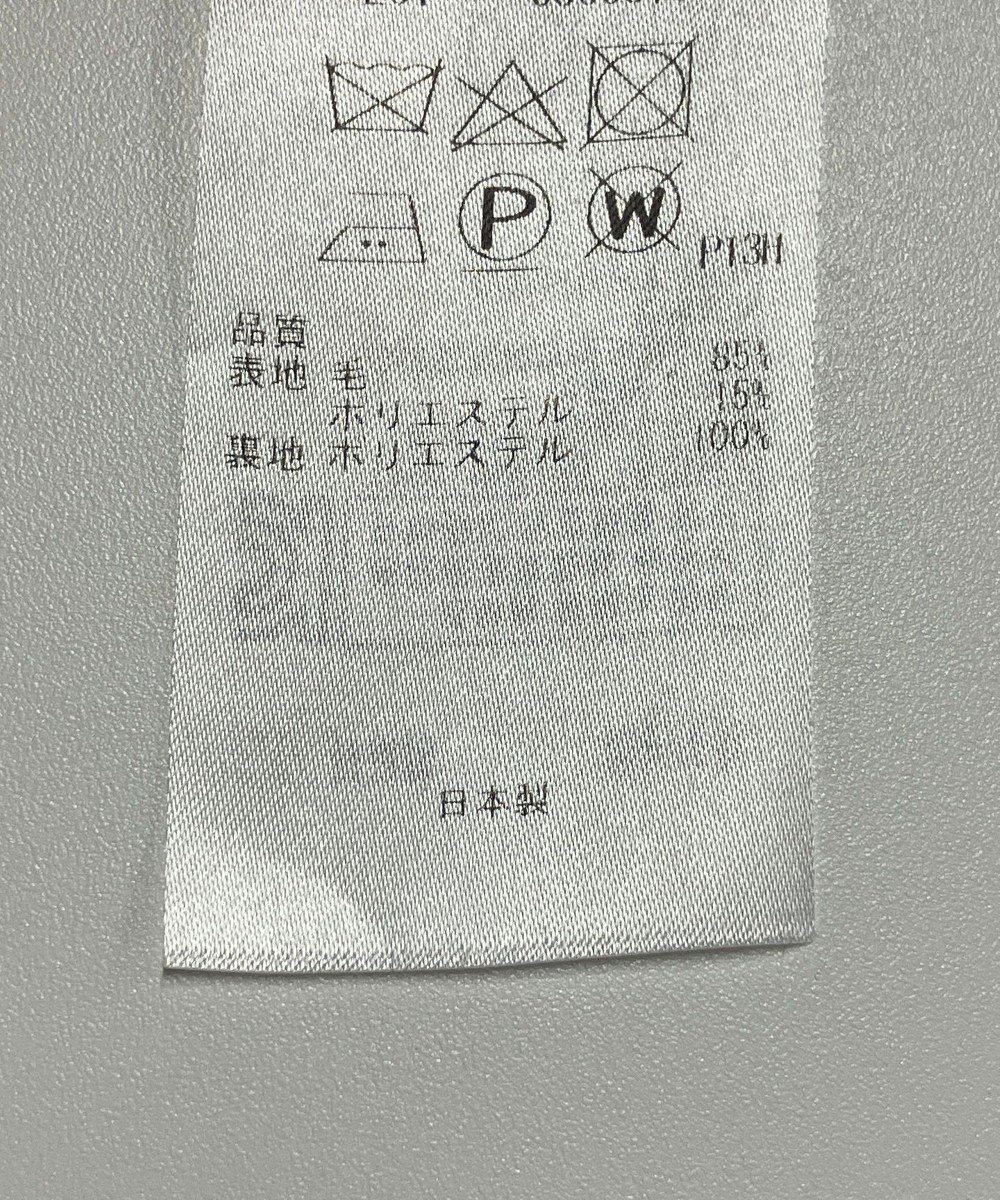 P
W
P13H
品質
表地 毛 85%
ポリエステル 15%
裏地 ポリエステル 100%
日本製